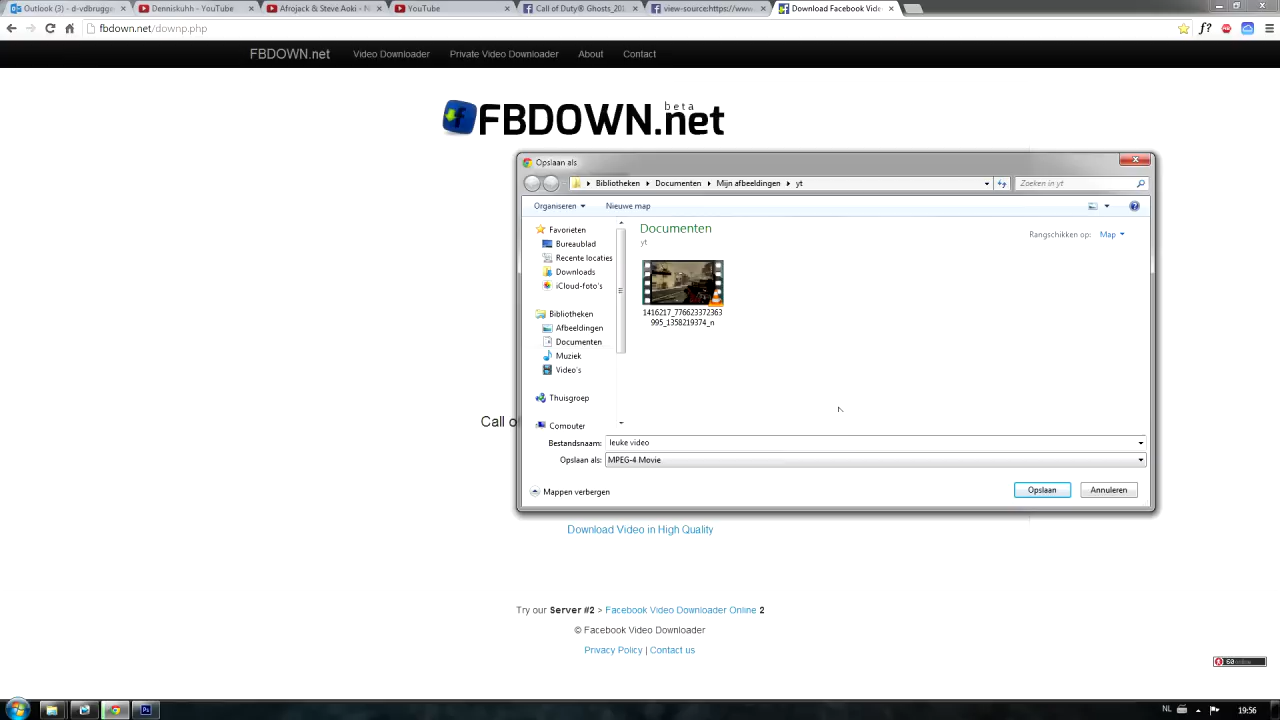 Outlook (3) - d-vdbrugge
Denniskuhh - YouTube
Afrojack & Steve Aoki - N
YouTube
Call of Duty® Ghosts_201
view-source:https://www
Download Facebook Vide
fbdown.net/downp.php
FBDOWN.net
Video Downloader
Private Video Downloader
About
Contact
beta
FBDOWN.net
Opslaan als
Bibliotheken
Documenten
Mijn afbeeldingen
yt
Zoeken in yt
Organiseren
Nieuwe map
Favorieten
Bureaublad
Recente locaties
Downloads
iCloud-foto's
Bibliotheken
Afbeeldingen
Documenten
Muziek
Video's
Thuisgroep
Computer
Documenten
yt
Rangschikken op: Map
1416217_776623372363
995_1358219374_n
Call of
Bestandsnaam: leuke video
Opslaan als: MPEG-4 Movie
Mappen verbergen
Opslaan
Annuleren
Download Video in High Quality
Try our Server #2 > Facebook Video Downloader Online 2
© Facebook Video Downloader
Privacy Policy | Contact us
60 online
NL
19:56